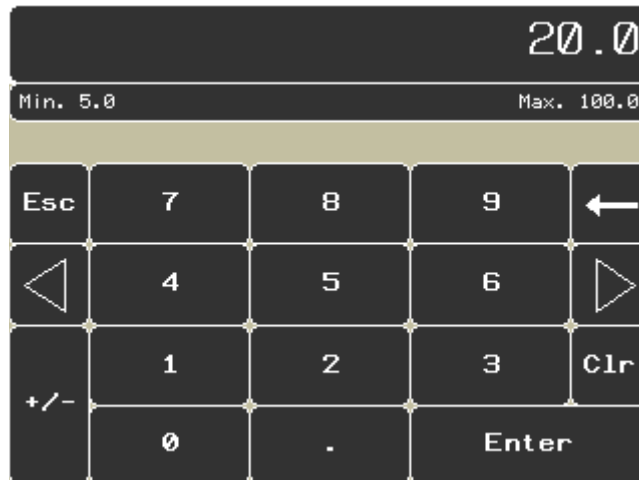 20.0
Min. 5.0 Max. 100.0
Esc 7 8 9
4 5 6
1 2 3 Clr
+/-
0 . Enter